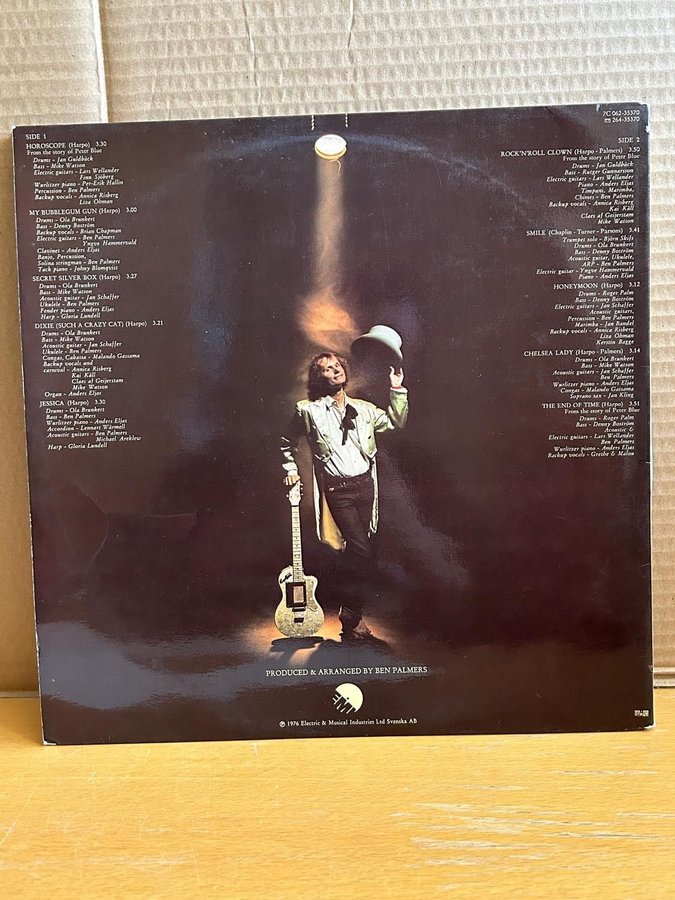 SIDE 1
HOROSCOPE (Harpo) 3.30
From the story of Peter Blue
Drums - Jan Guldbäck
Bass - Mike Watson
Electric guitars - Lars Wellander
Finn Sjöberg
Wurlitzer piano - Per-Erik Hallin
Percussion - Ben Palmers
Backup vocals - Annica Risberg
Liza Öhman
MY BUBBLEGUM GUN (Harpo) 3.00
Drums - Ola Brunkert
Bass - Denny Boström
Backup vocals - Brian Chapman
Electric guitars - Ben Palmers
Yngve Hammervald
Clavinet - Anders Eljas
Banjo, Percussion,
Solina stringman - Ben Palmers
Tack piano - Johny Blomqvist
SECRET SILVER BOX (Harpo) 3.27
Drums - Ola Brunkert
Bass - Mike Watson
Acoustic guitar - Jan Schaffer
Ukulele - Ben Palmers
Fender piano - Anders Eljas
Harp - Gloria Lundell
DIXIE (SUCH A CRAZY CAT) (Harpo) 3.21
Drums - Ola Brunkert
Bass - Mike Watson
Acoustic guitar - Jan Schaffer
Ukulele - Ben Palmers
Congas, Cabassa - Malando Gassama
Backup vocals and
carnival - Annica Risberg
Kai Käll
Claes af Geijerstam
Mike Watson
Organ - Anders Eljas
JESSICA (Harpo) 3.30
Drums - Ola Brunkert
Bass - Ben Palmers
Wurlitzer piano - Anders Eljas
Accordion - Lennart Wärmell
Acoustic guitars - Ben Palmers
Michael Areklew
Harp - Gloria Lundell
7C 062-35370
264-35370
SIDE 2
ROCK'N'ROLL CLOWN (Harpo - Palmers) 3.50
From the story of Peter Blue
Drums - Jan Guldbäck
Bass - Rutger Gunnarsson
Electric guitars - Lars Wellander
Piano - Anders Eljas
Timpani, Marimba,
Chimes - Ben Palmers
Backup vocals - Annica Risberg
Kai Käll
Claes af Geijerstam
Mike Watson
SMILE (Chaplin - Turner - Parsons) 3.41
Trumpet solo - Björn Skifs
Drums - Ola Brunkert
Bass - Denny Boström
Acoustic guitar, Ukulele,
ARP - Ben Palmers
Electric guitar - Yngve Hammervald
Piano - Anders Eljas
HONEYMOON (Harpo) 3.12
Drums - Roger Palm
Bass - Denny Boström
Electric guitars - Jan Schaffer
Acoustic guitars,
Percussion - Ben Palmers
Marimba - Jan Bandel
Backup vocals - Annica Risberg
Liza Öhman
Kerstin Bagge
CHELSEA LADY (Harpo - Palmers) 3.14
Drums - Ola Brunkert
Bass - Mike Watson
Acoustic guitars - Jan Schaffer
Ben Palmers
Wurlitzer piano - Anders Eljas
Congas - Malando Gassama
Soprano sax - Jan Kling
THE END OF TIME (Harpo) 3.51
From the story of Peter Blue
Drums - Roger Palm
Bass - Denny Boström
Acoustic &
Electric guitars - Lars Wellander
Ben Palmers
Wurlitzer piano - Anders Eljas
Backup vocals - Grethe & Malou
PRODUCED & ARRANGED BY BEN PALMERS
EMI
℗ 1976 Electric & Musical Industries Ltd Svenska AB